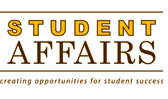 STUDENT
AFFAIRS
creating opportunities for student success